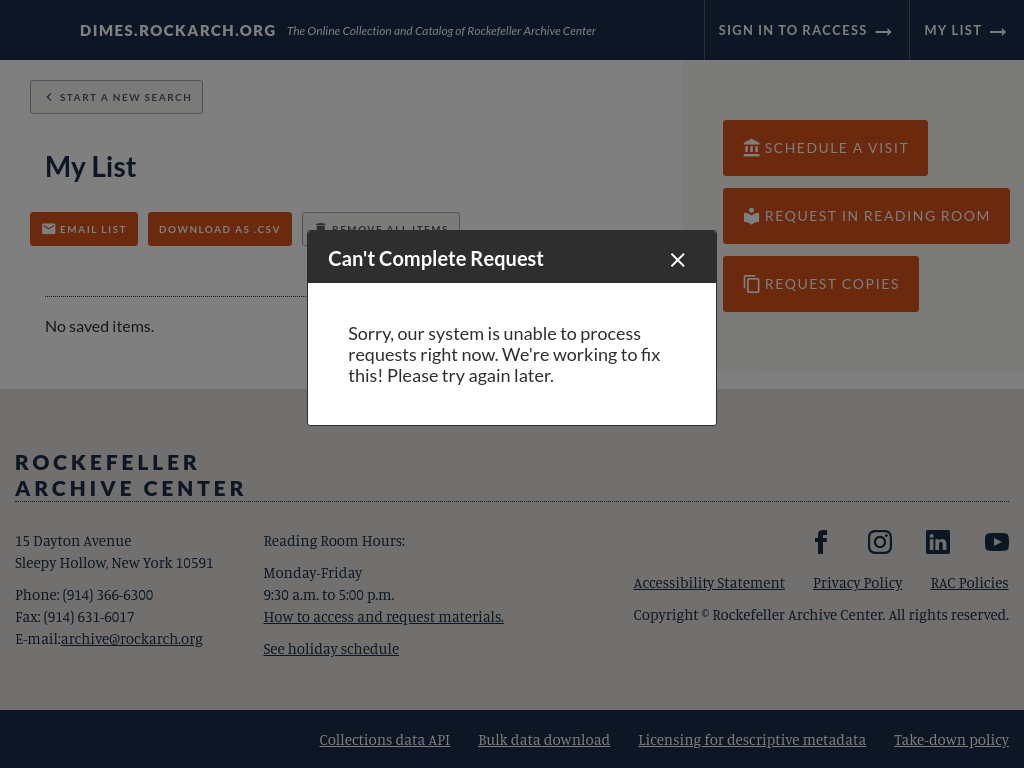 DIMES.ROCKARCH.ORG The Online Collection and Catalog of Rockefeller Archive Center
SIGN IN TO RACCESS
MY LIST
START A NEW SEARCH
My List
EMAIL LIST
DOWNLOAD AS .CSV
REMOVE ALL ITEMS
No saved items.
SCHEDULE A VISIT
REQUEST IN READING ROOM
REQUEST COPIES
Can't Complete Request
Sorry, our system is unable to process
requests right now. We're working to fix
this! Please try again later.
ROCKEFELLER
ARCHIVE CENTER
15 Dayton Avenue
Sleepy Hollow, New York 10591
Phone: (914) 366-6300
Fax: (914) 631-6017
E-mail:archive@rockarch.org
Reading Room Hours:
Monday-Friday
9:30 a.m. to 5:00 p.m.
How to access and request materials.
See holiday schedule
Accessibility Statement
Privacy Policy
RAC Policies
Copyright © Rockefeller Archive Center. All rights reserved.
Collections data API
Bulk data download
Licensing for descriptive metadata
Take-down policy